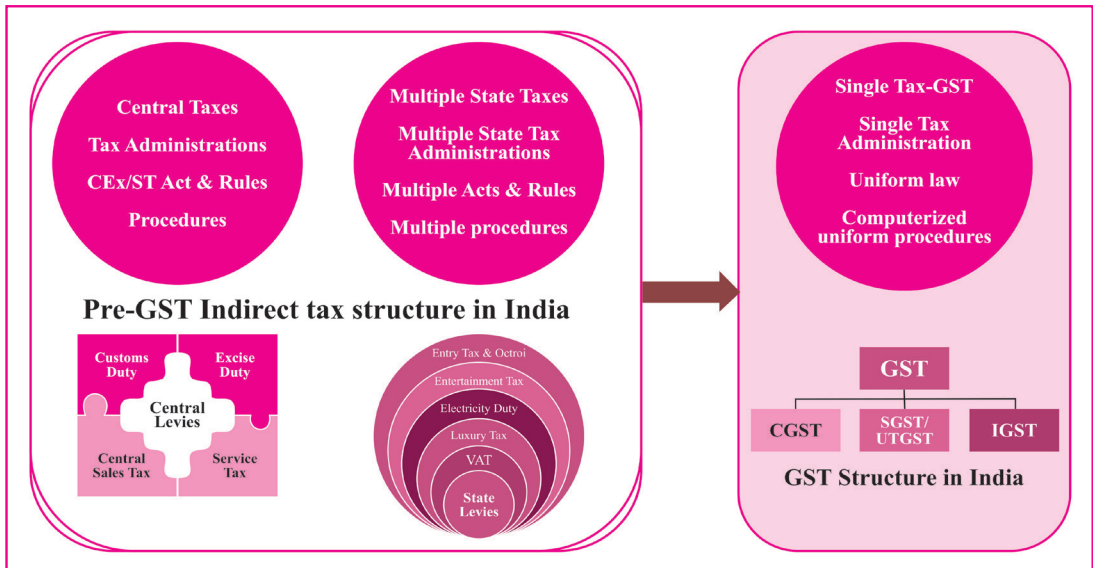 Central Taxes
Tax Administrations
CEx/ST Act & Rules
Procedures
Multiple State Taxes
Multiple State Tax
Administrations
Multiple Acts & Rules
Multiple procedures
Single Tax-GST
Single Tax
Administration
Uniform law
Computerized
uniform procedures
Pre-GST Indirect tax structure in India
Customs
Duty
Excise
Duty
Central
Levies
Central
Sales Tax
Service
Tax
Entry Tax & Octroi
Entertainment Tax
Electricity Duty
Luxury Tax
VAT
State
Levies
GST
CGST
SGST/
UTGST
IGST
GST Structure in India